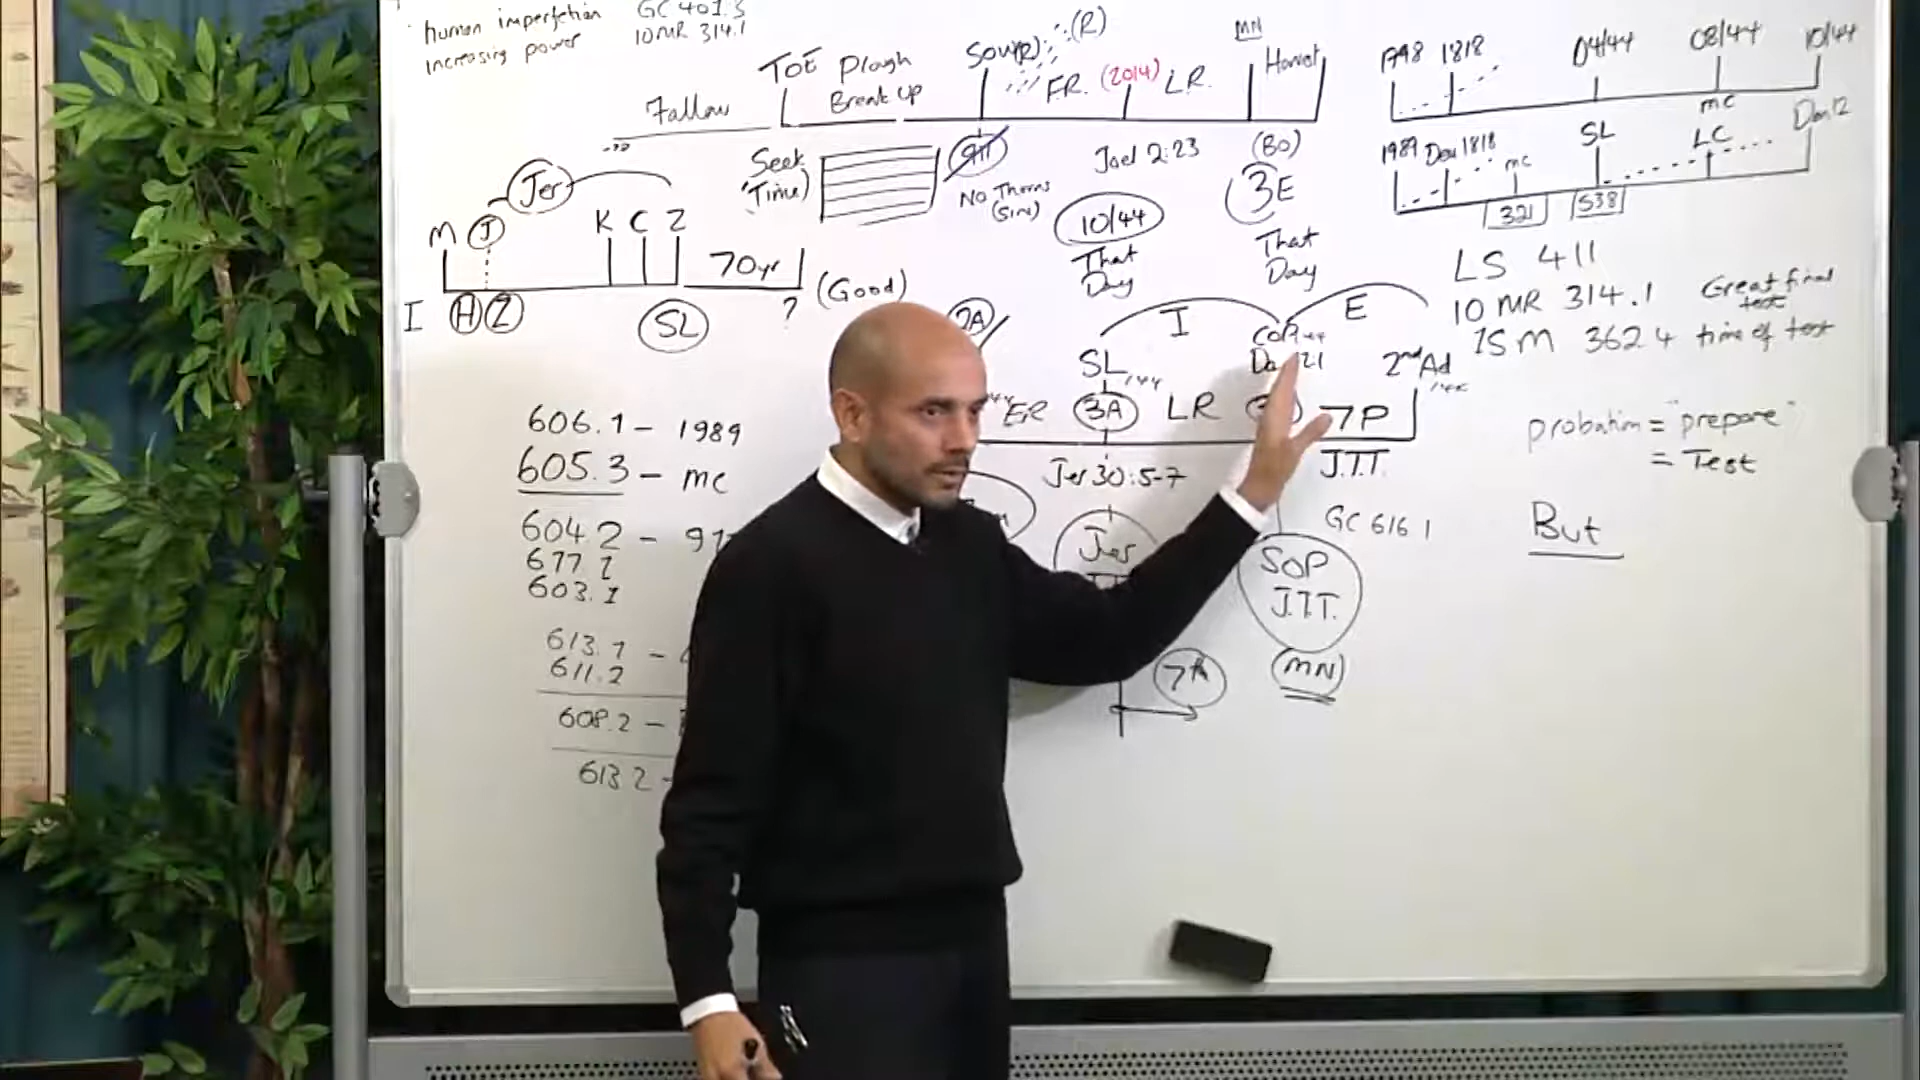 human imperfection GC 401.3
increasing power 10MR 314.1
Fallow
ToE Plough
Break up
Sow(R) (R)
F.R. (2014) L.R.
MN
Harvest
Seek
Time)
911
No Thorns
(SIN)
Joel 2:23
(BO)
10/44
That
Day
3E
That
Day
Jer
M J K C Z
70yr
(Good)
I H Z
SL
?
1798 1818 04/44 08/44 10/44
mc
1989 Dew 1818 mc SL LC Dan 12
321 538
LS 411
10 MR 314.1 Great final
test
1SM 362.4 time of test
probation = "prepare"
= Test
But
2A
I E
SL
/44
2nd Ad
ER 3A LR 7P
Jer 30:5-7 J.T.T.
GC 616.1
Jer
SOP
J.T.T.
(MN)
7th
606.1 - 1989
605.3 - mc
604.2 - 91
603.1
613.1 -
611.2
608.2 -
613.2 -